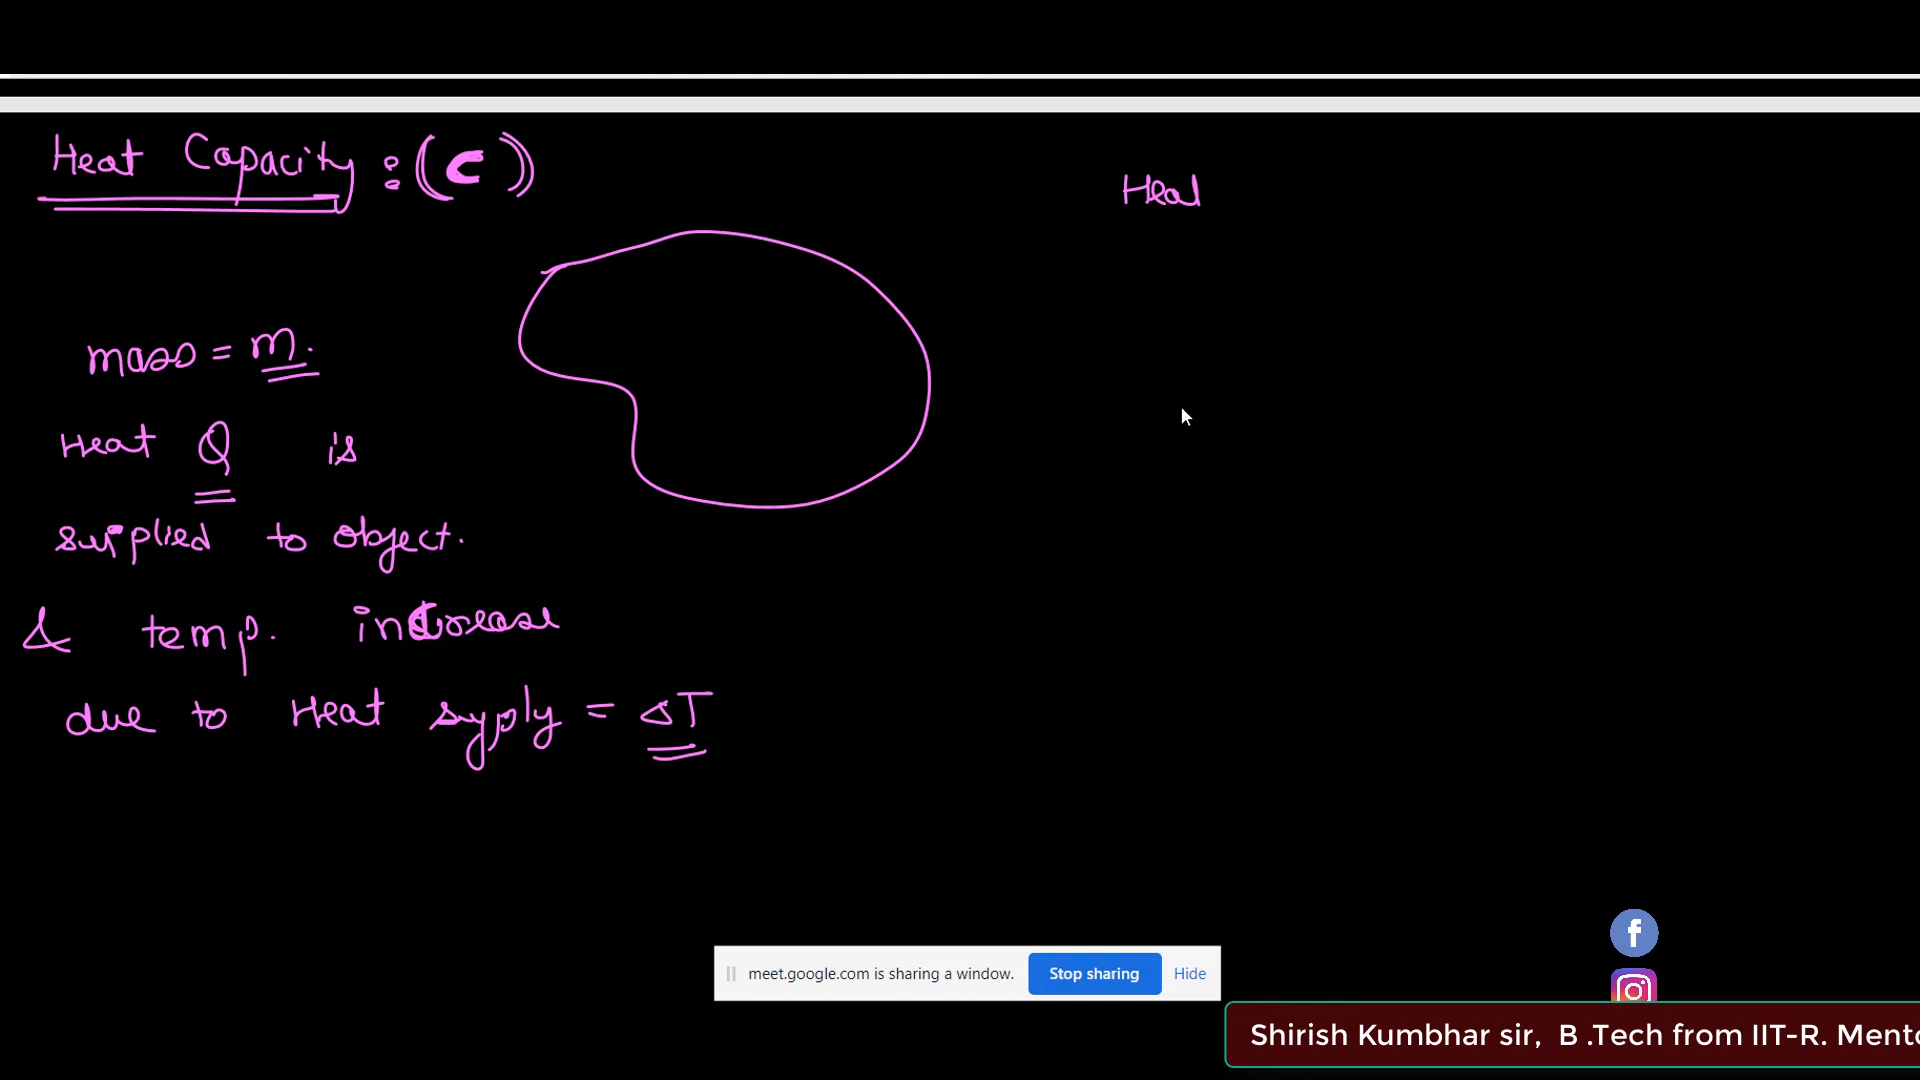 Heat Capacity : (C)
Heat
mass = m.
Heat Q is
supplied to object.
& temp. increase
due to Heat supply = ΔT
meet.google.com is sharing a window. Stop sharing Hide
Shirish Kumbhar sir, B .Tech from IIT-R. Mento